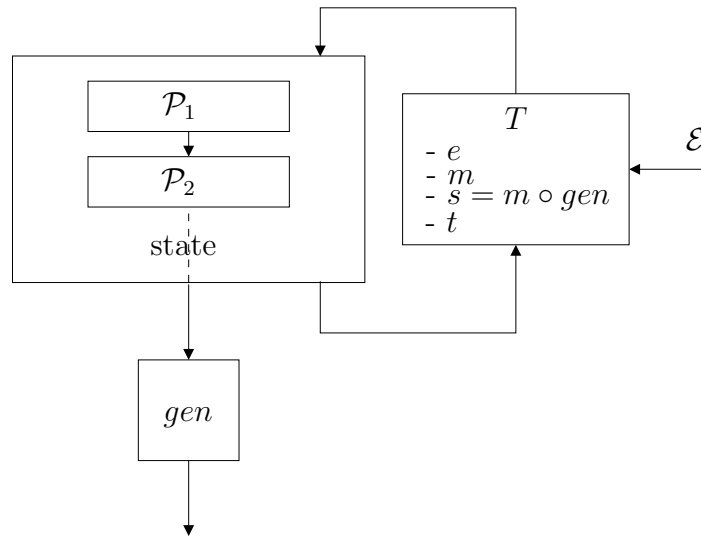 𝒫₁
𝒫₂
state
gen
T
- e
- m
- s = m ∘ gen
- t
ℰ